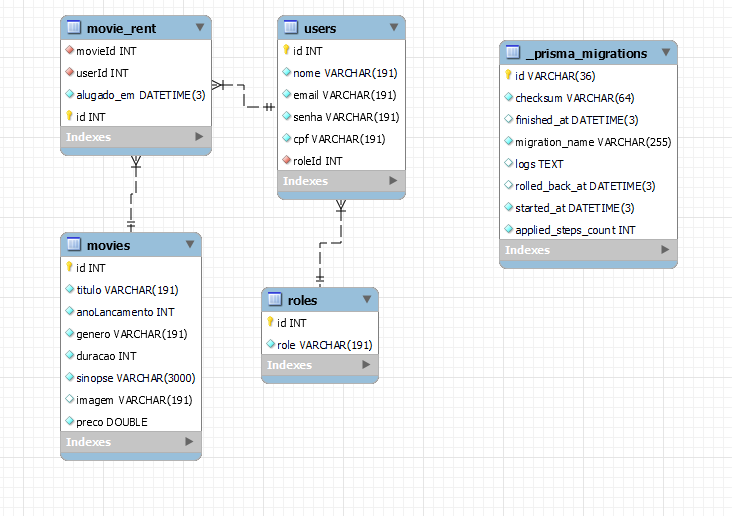 movie_rent
movieId INT
userId INT
alugado_em DATETIME(3)
id INT
Indexes
users
id INT
nome VARCHAR(191)
email VARCHAR(191)
senha VARCHAR(191)
cpf VARCHAR(191)
roleId INT
Indexes
_prisma_migrations
id VARCHAR(36)
checksum VARCHAR(64)
finished_at DATETIME(3)
migration_name VARCHAR(255)
logs TEXT
rolled_back_at DATETIME(3)
started_at DATETIME(3)
applied_steps_count INT
Indexes
movies
id INT
titulo VARCHAR(191)
anoLancamento INT
genero VARCHAR(191)
duracao INT
sinopse VARCHAR(3000)
imagem VARCHAR(191)
preco DOUBLE
Indexes
roles
id INT
role VARCHAR(191)
Indexes